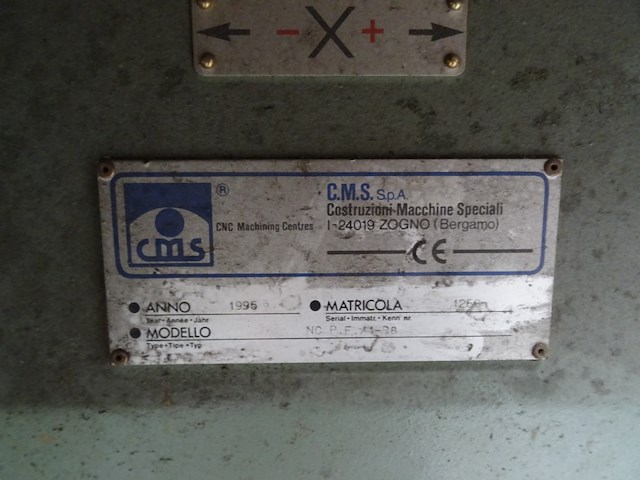 - X +
cms ®
CNC Machining Centres
C.M.S. S.p.A.
Costruzioni Macchine Speciali
I-24019 ZOGNO (Bergamo)
CE
ANNO 1995
Year • Année • Jahr
MATRICOLA
Serial • Immatr. • Kenn nr.
MODELLO NC P.F.
Type • Tipe • Typ